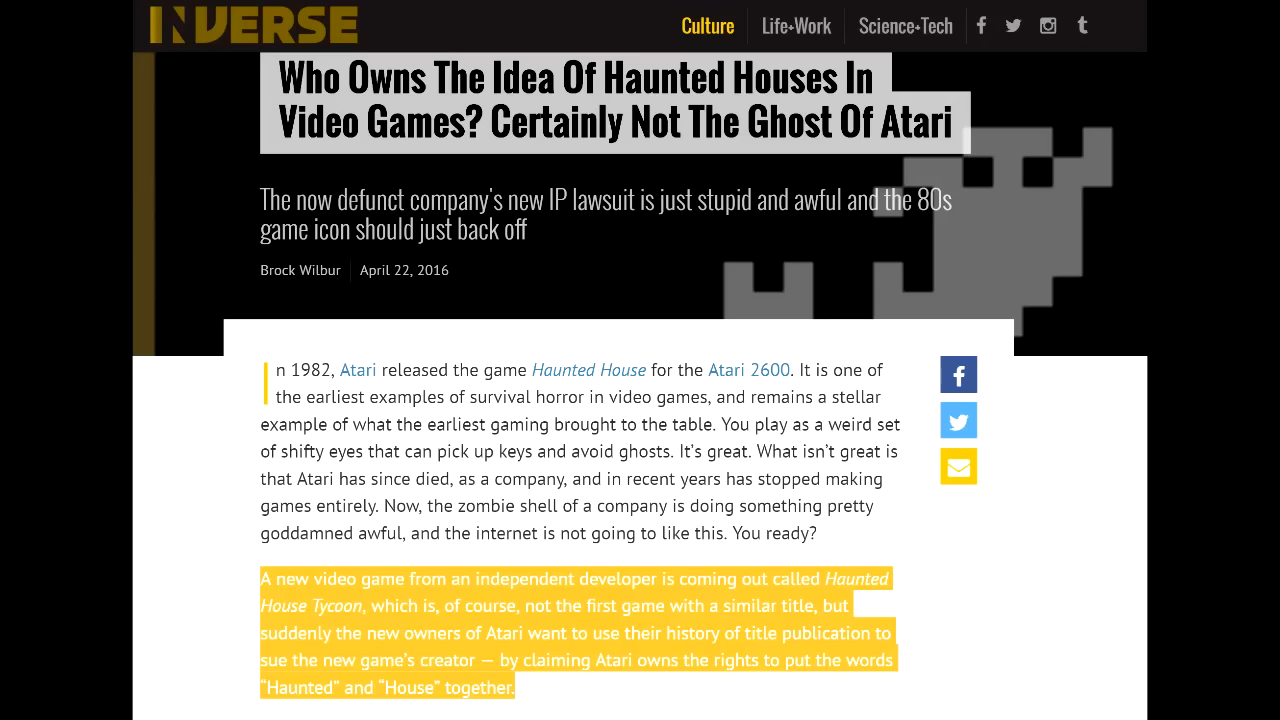 INVERSE
Culture
Life+Work
Science+Tech
Who Owns The Idea Of Haunted Houses In
Video Games? Certainly Not The Ghost Of Atari
The now defunct company's new IP lawsuit is just stupid and awful and the 80s
game icon should just back off
Brock Wilbur
April 22, 2016
In 1982, Atari released the game Haunted House for the Atari 2600. It is one of
the earliest examples of survival horror in video games, and remains a stellar
example of what the earliest gaming brought to the table. You play as a weird set
of shifty eyes that can pick up keys and avoid ghosts. It’s great. What isn’t great is
that Atari has since died, as a company, and in recent years has stopped making
games entirely. Now, the zombie shell of a company is doing something pretty
goddamned awful, and the internet is not going to like this. You ready?
A new video game from an independent developer is coming out called Haunted
House Tycoon, which is, of course, not the first game with a similar title, but
suddenly the new owners of Atari want to use their history of title publication to
sue the new game’s creator — by claiming Atari owns the rights to put the words
“Haunted” and “House” together.